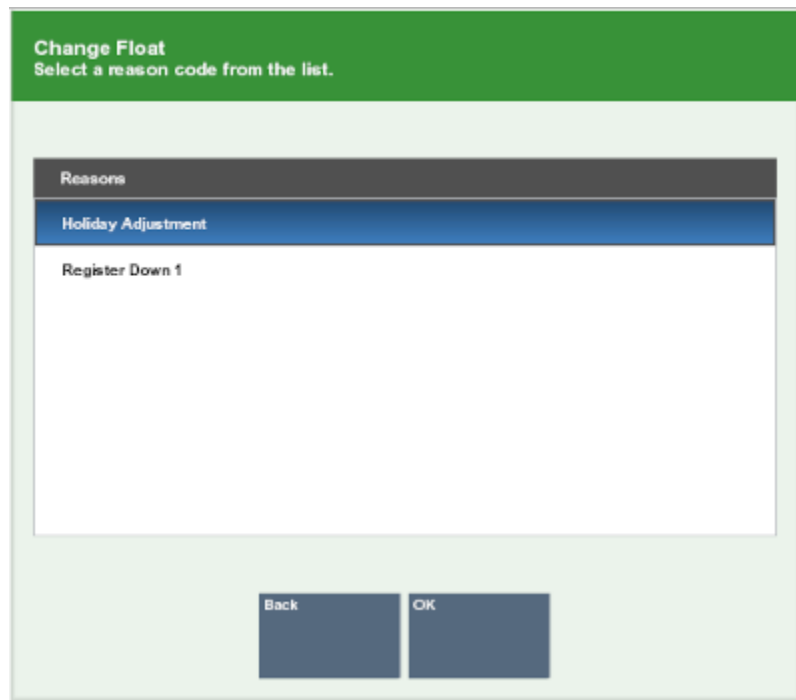 Change Float
Select a reason code from the list.
Reasons
Holiday Adjustment
Register Down 1
Back
OK